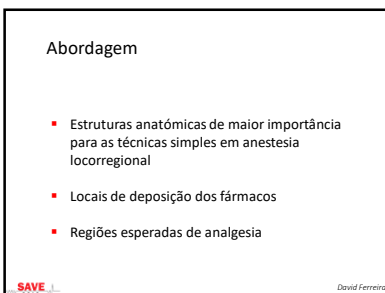 Abordagem
Estruturas anatómicas de maior importância
para as técnicas simples em anestesia
locorregional
Locais de deposição dos fármacos
Regiões esperadas de analgesia
SAVE
David Ferreira